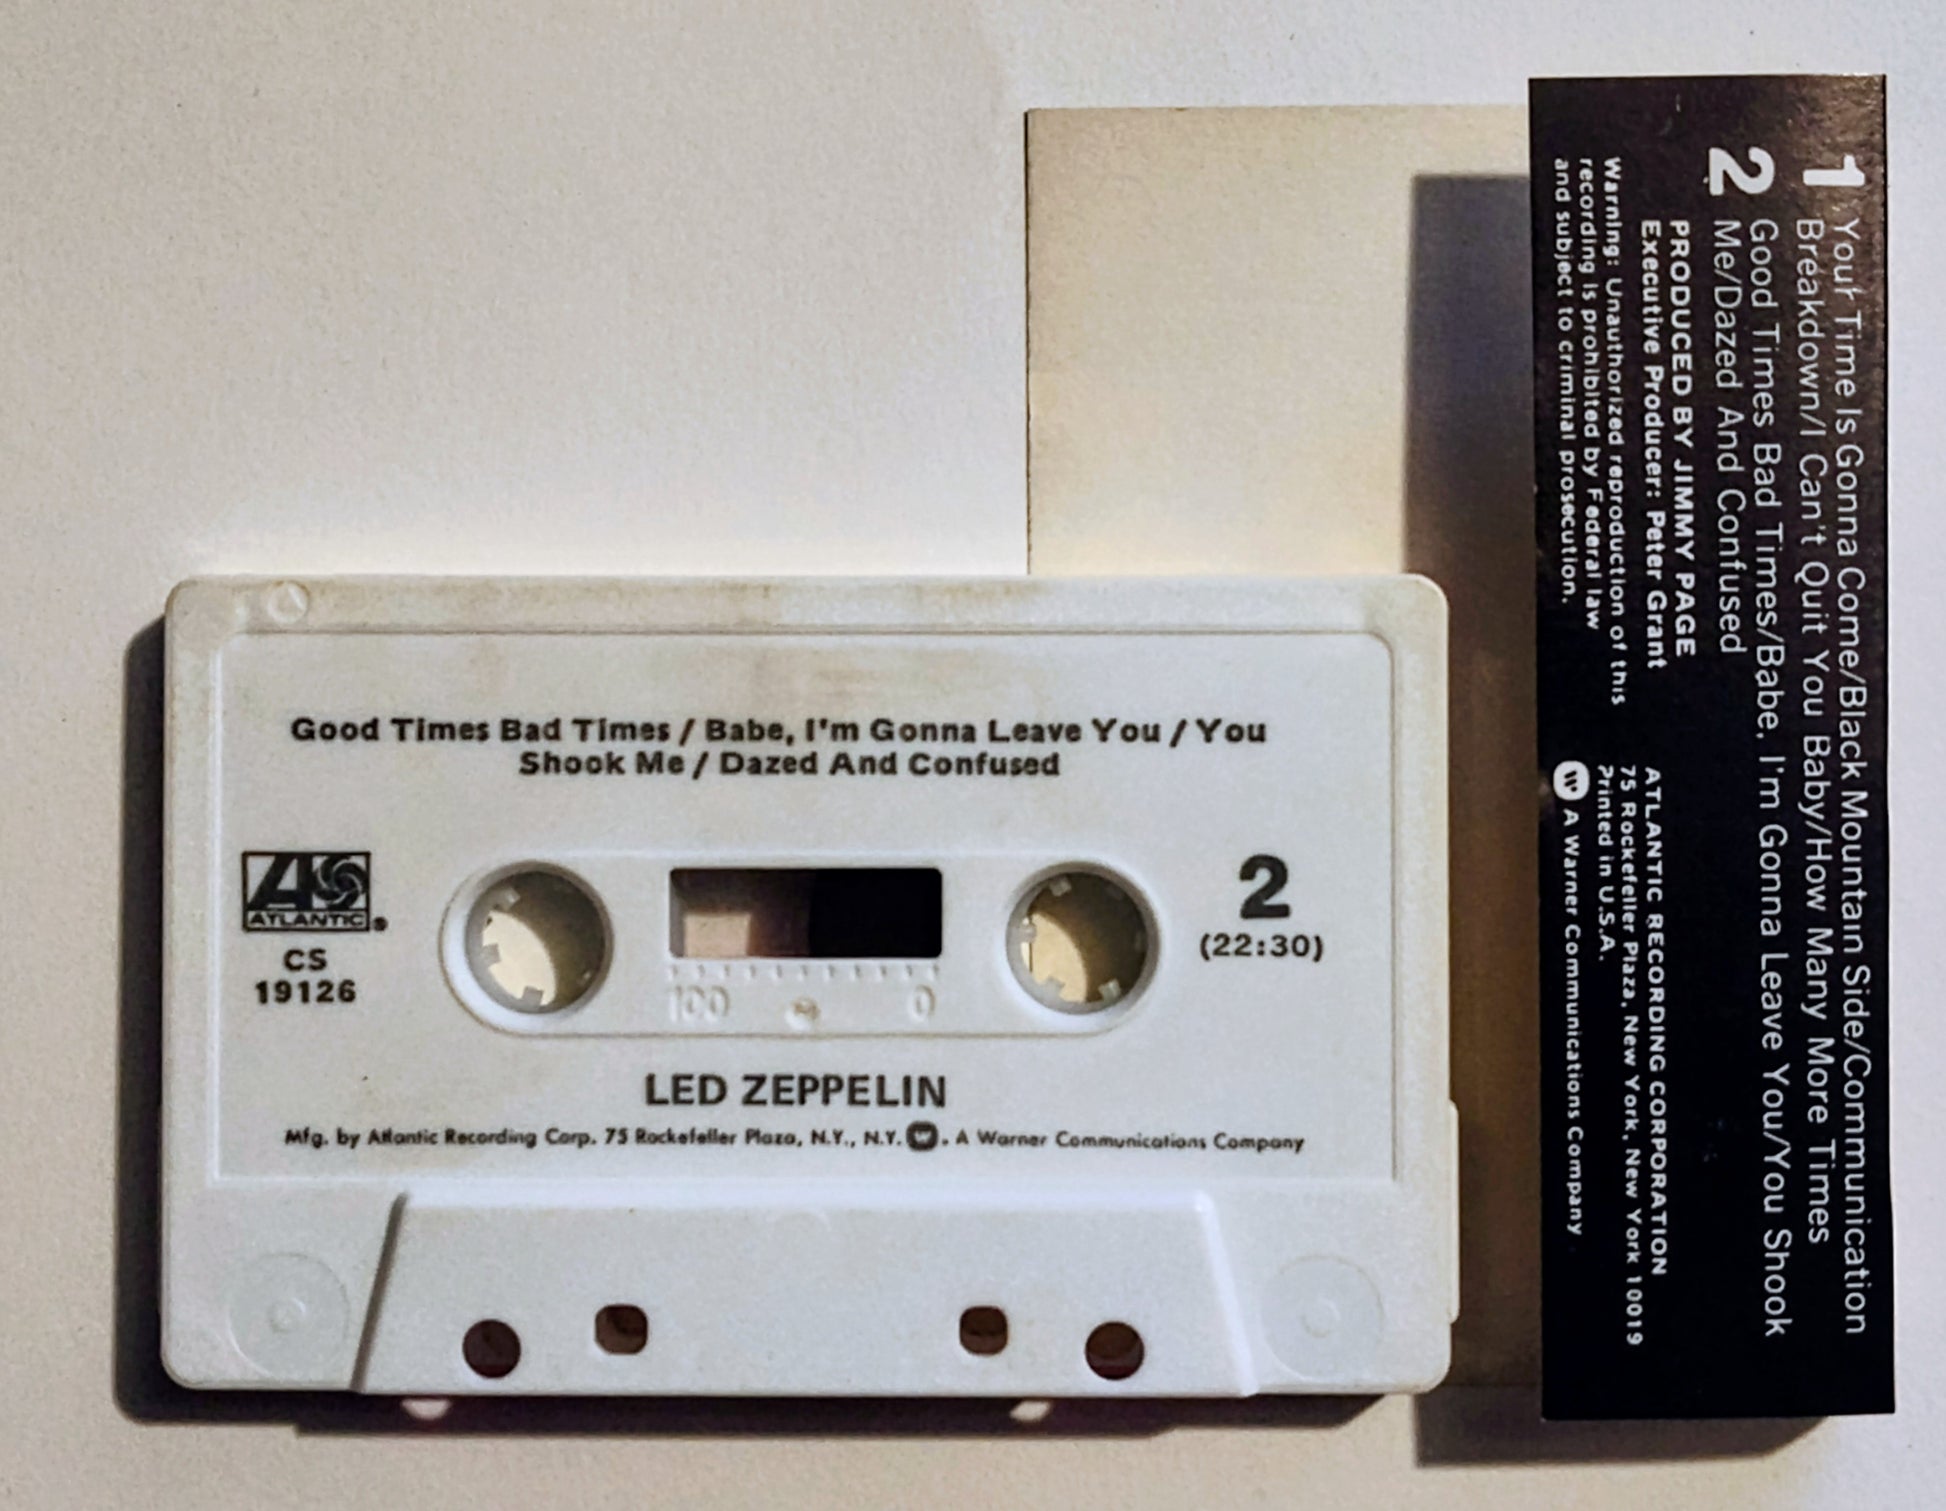 Good Times Bad Times / Babe, I'm Gonna Leave You / You
Shook Me / Dazed And Confused
ATLANTIC®
CS
19126
2
(22:30)
100
0
LED ZEPPELIN
Mfg. by Atlantic Recording Corp. 75 Rockefeller Plaza, N.Y., N.Y. W. A Warner Communications Company
1 Your Time Is Gonna Come/Black Mountain Side/Communication
Breakdown/I Can't Quit You Baby/How Many More Times
2 Good Times Bad Times/Babe, I'm Gonna Leave You/You Shook
Me/Dazed And Confused
PRODUCED BY JIMMY PAGE
Executive Producer: Peter Grant
Warning: Unauthorized reproduction of this
recording is prohibited by Federal law
and subject to criminal prosecution.
ATLANTIC RECORDING CORPORATION
75 Rockefeller Plaza, New York, New York 10019
Printed in U.S.A.
W A Warner Communications Company